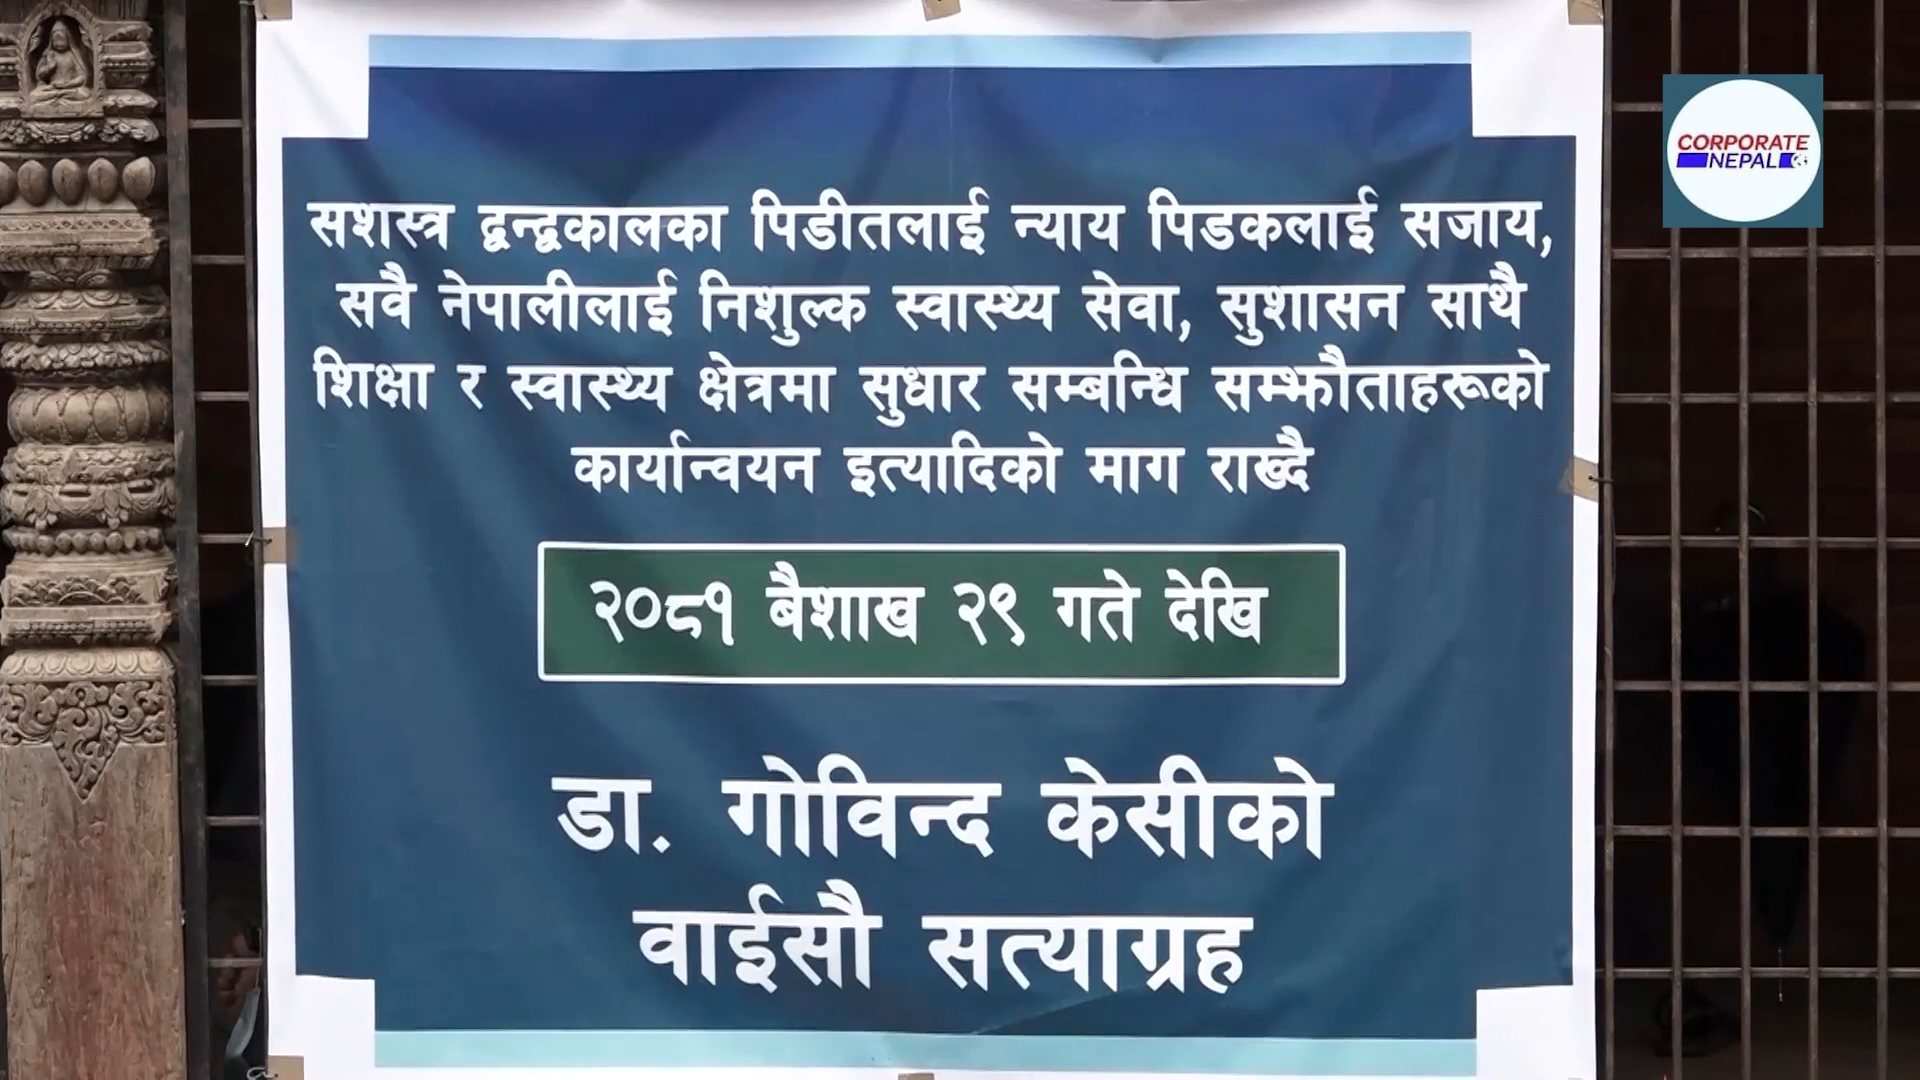 सशस्त्र द्वन्द्वकालका पिडीतलाई न्याय पिडकलाई सजाय,
सवै नेपालीलाई निशुल्क स्वास्थ्य सेवा, सुशासन साथै
शिक्षा र स्वास्थ्य क्षेत्रमा सुधार सम्बन्धि सम्झौताहरूको
कार्यान्वयन इत्यादिको माग राख्दै
२०८१ बैशाख २९ गते देखि
डा. गोविन्द केसीको
वाईसौ सत्याग्रह
CORPORATE
NEPAL